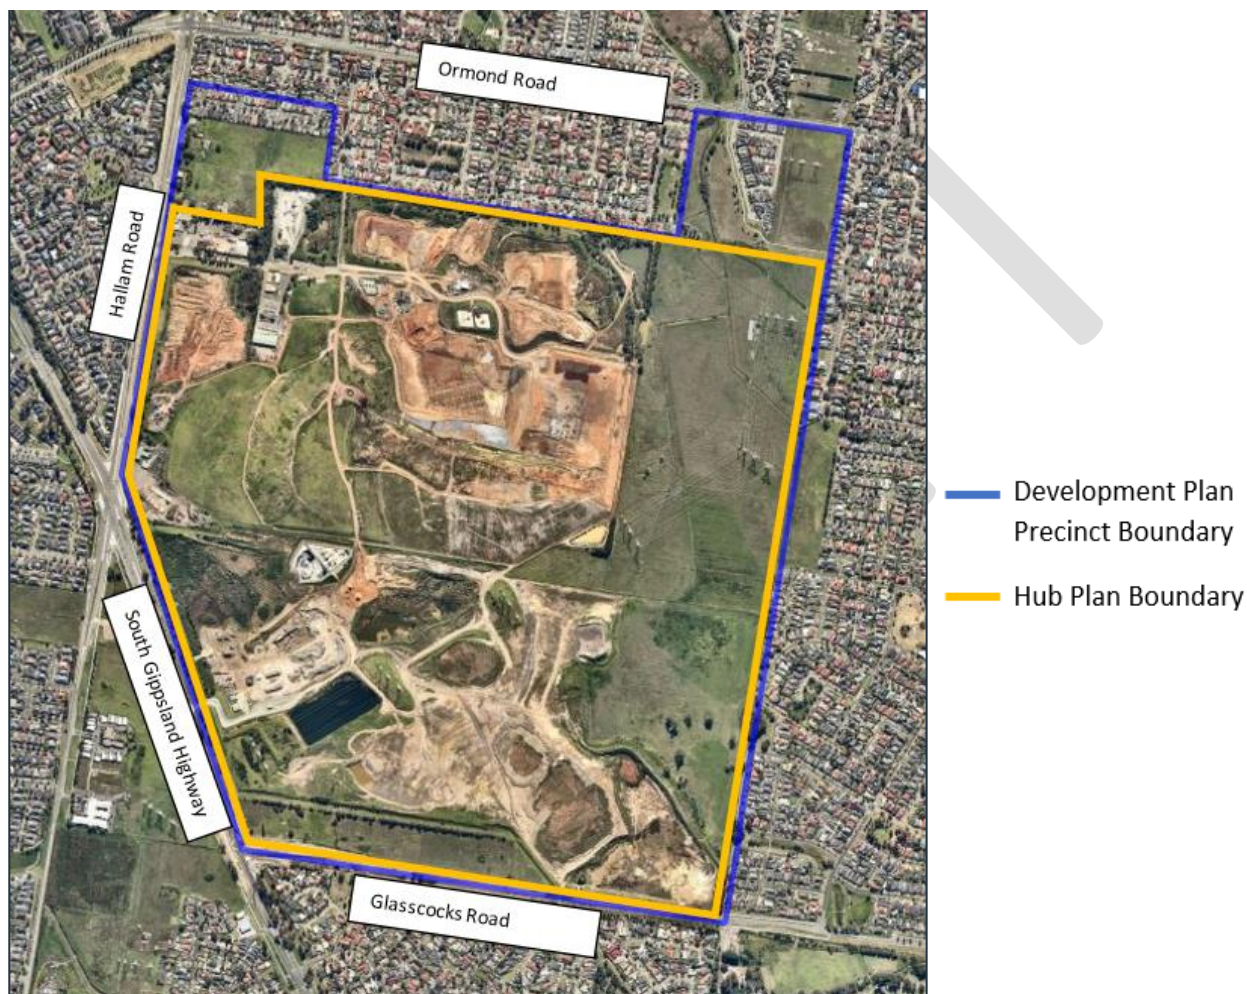 Ormond Road
Hallam Road
South Gippsland Highway
Glasscocks Road
Development Plan
Precinct Boundary
Hub Plan Boundary